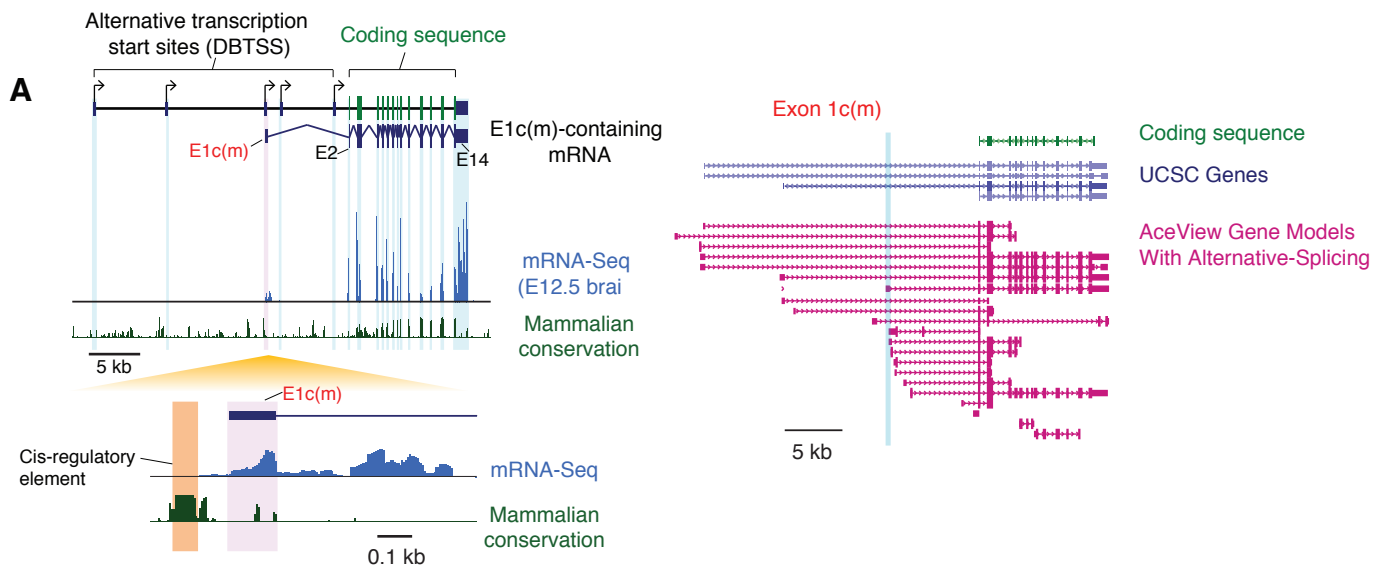 A
Alternative transcription
start sites (DBTSS)
Coding sequence
E1c(m)
E2
E14
E1c(m)-containing
mRNA
mRNA-Seq
(E12.5 brai
Mammalian
conservation
5 kb
E1c(m)
Cis-regulatory
element
mRNA-Seq
Mammalian
conservation
0.1 kb
Exon 1c(m)
Coding sequence
UCSC Genes
AceView Gene Models
With Alternative-Splicing
5 kb